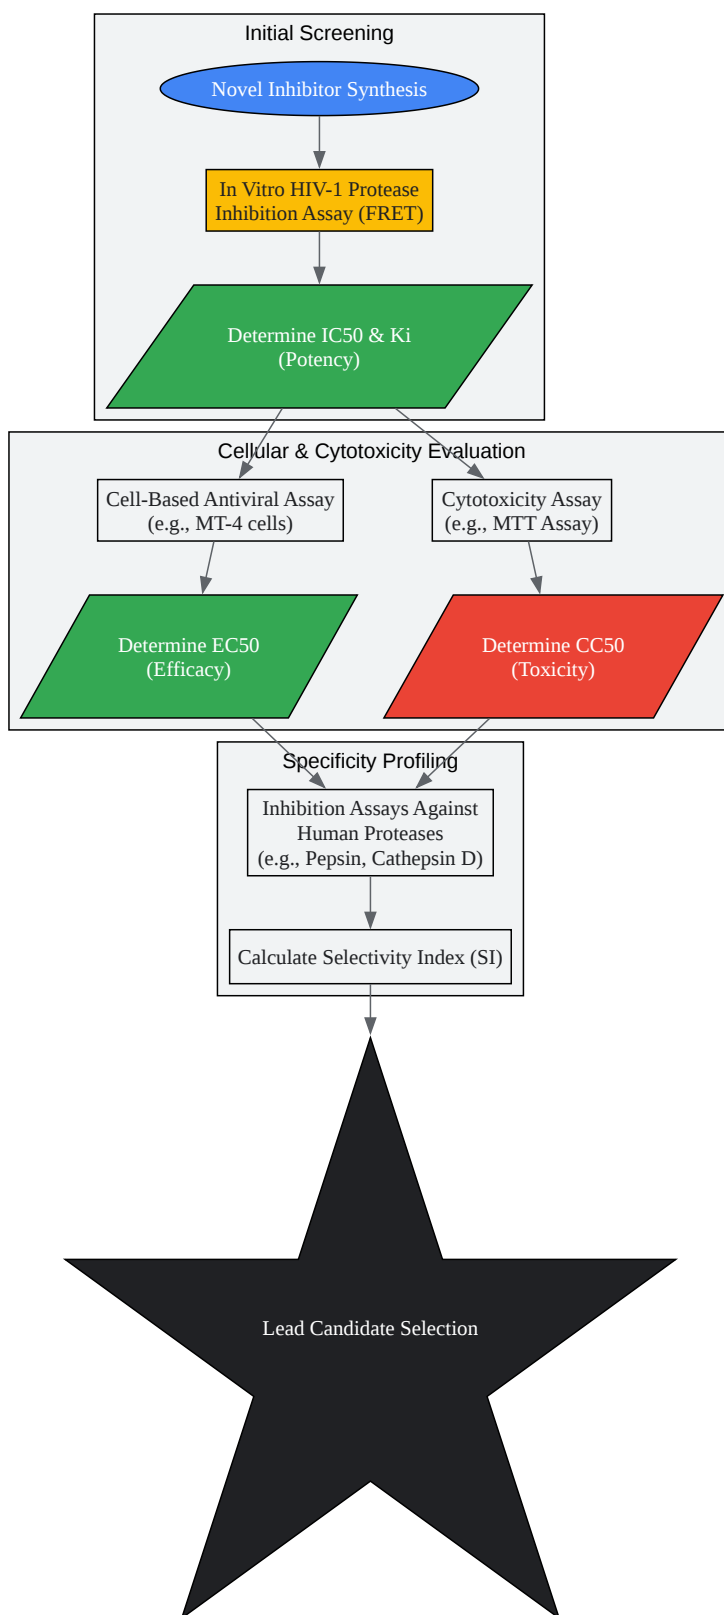 Initial Screening
Novel Inhibitor Synthesis
In Vitro HIV-1 Protease
Inhibition Assay (FRET)
Determine IC50 & Ki
(Potency)
Cellular & Cytotoxicity Evaluation
Cell-Based Antiviral Assay
(e.g., MT-4 cells)
Cytotoxicity Assay
(e.g., MTT Assay)
Determine EC50
(Efficacy)
Determine CC50
(Toxicity)
Specificity Profiling
Inhibition Assays Against
Human Proteases
(e.g., Pepsin, Cathepsin D)
Calculate Selectivity Index (SI)
Lead Candidate Selection